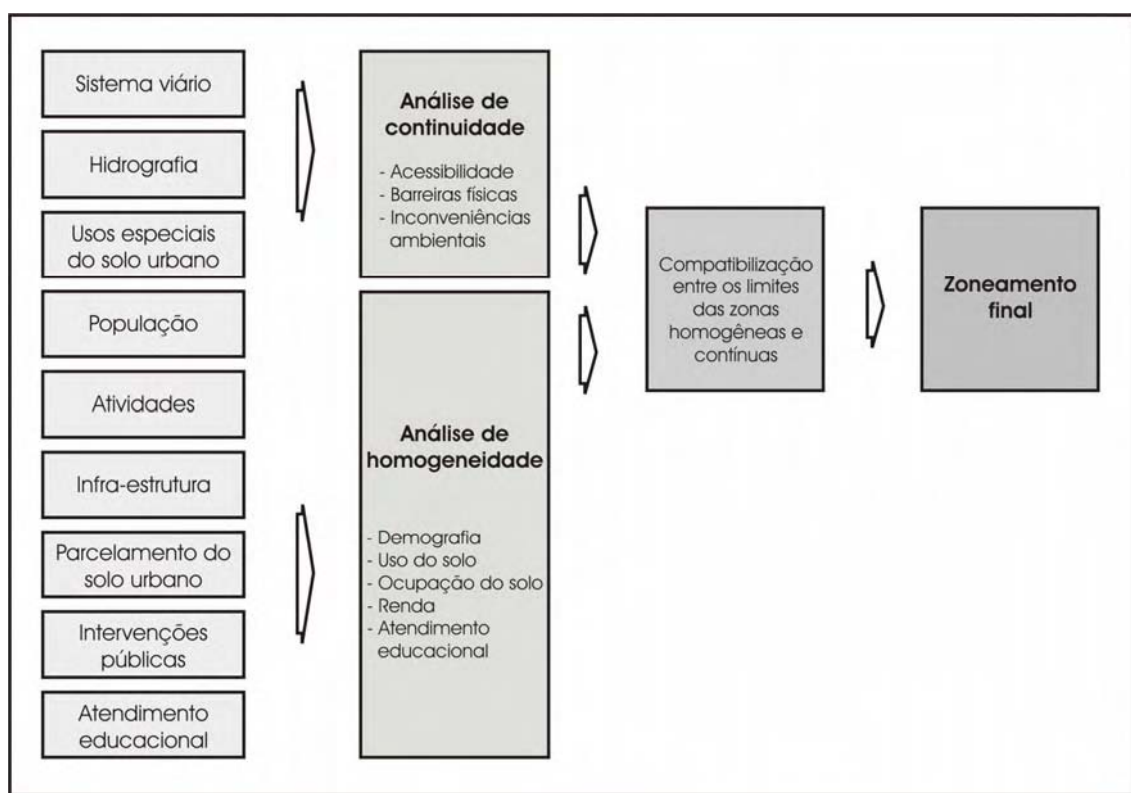 Sistema viário
Hidrografia
Usos especiais
do solo urbano
População
Atividades
Infra-estrutura
Parcelamento do
solo urbano
Intervenções
públicas
Atendimento
educacional
Análise de
continuidade
- Acessibilidade
- Barreiras físicas
- Inconveniências
ambientais
Análise de
homogeneidade
- Demografia
- Uso do solo
- Ocupação do solo
- Renda
- Atendimento
educacional
Compatibilização
entre os limites
das zonas
homogêneas e
contínuas
Zoneamento
final